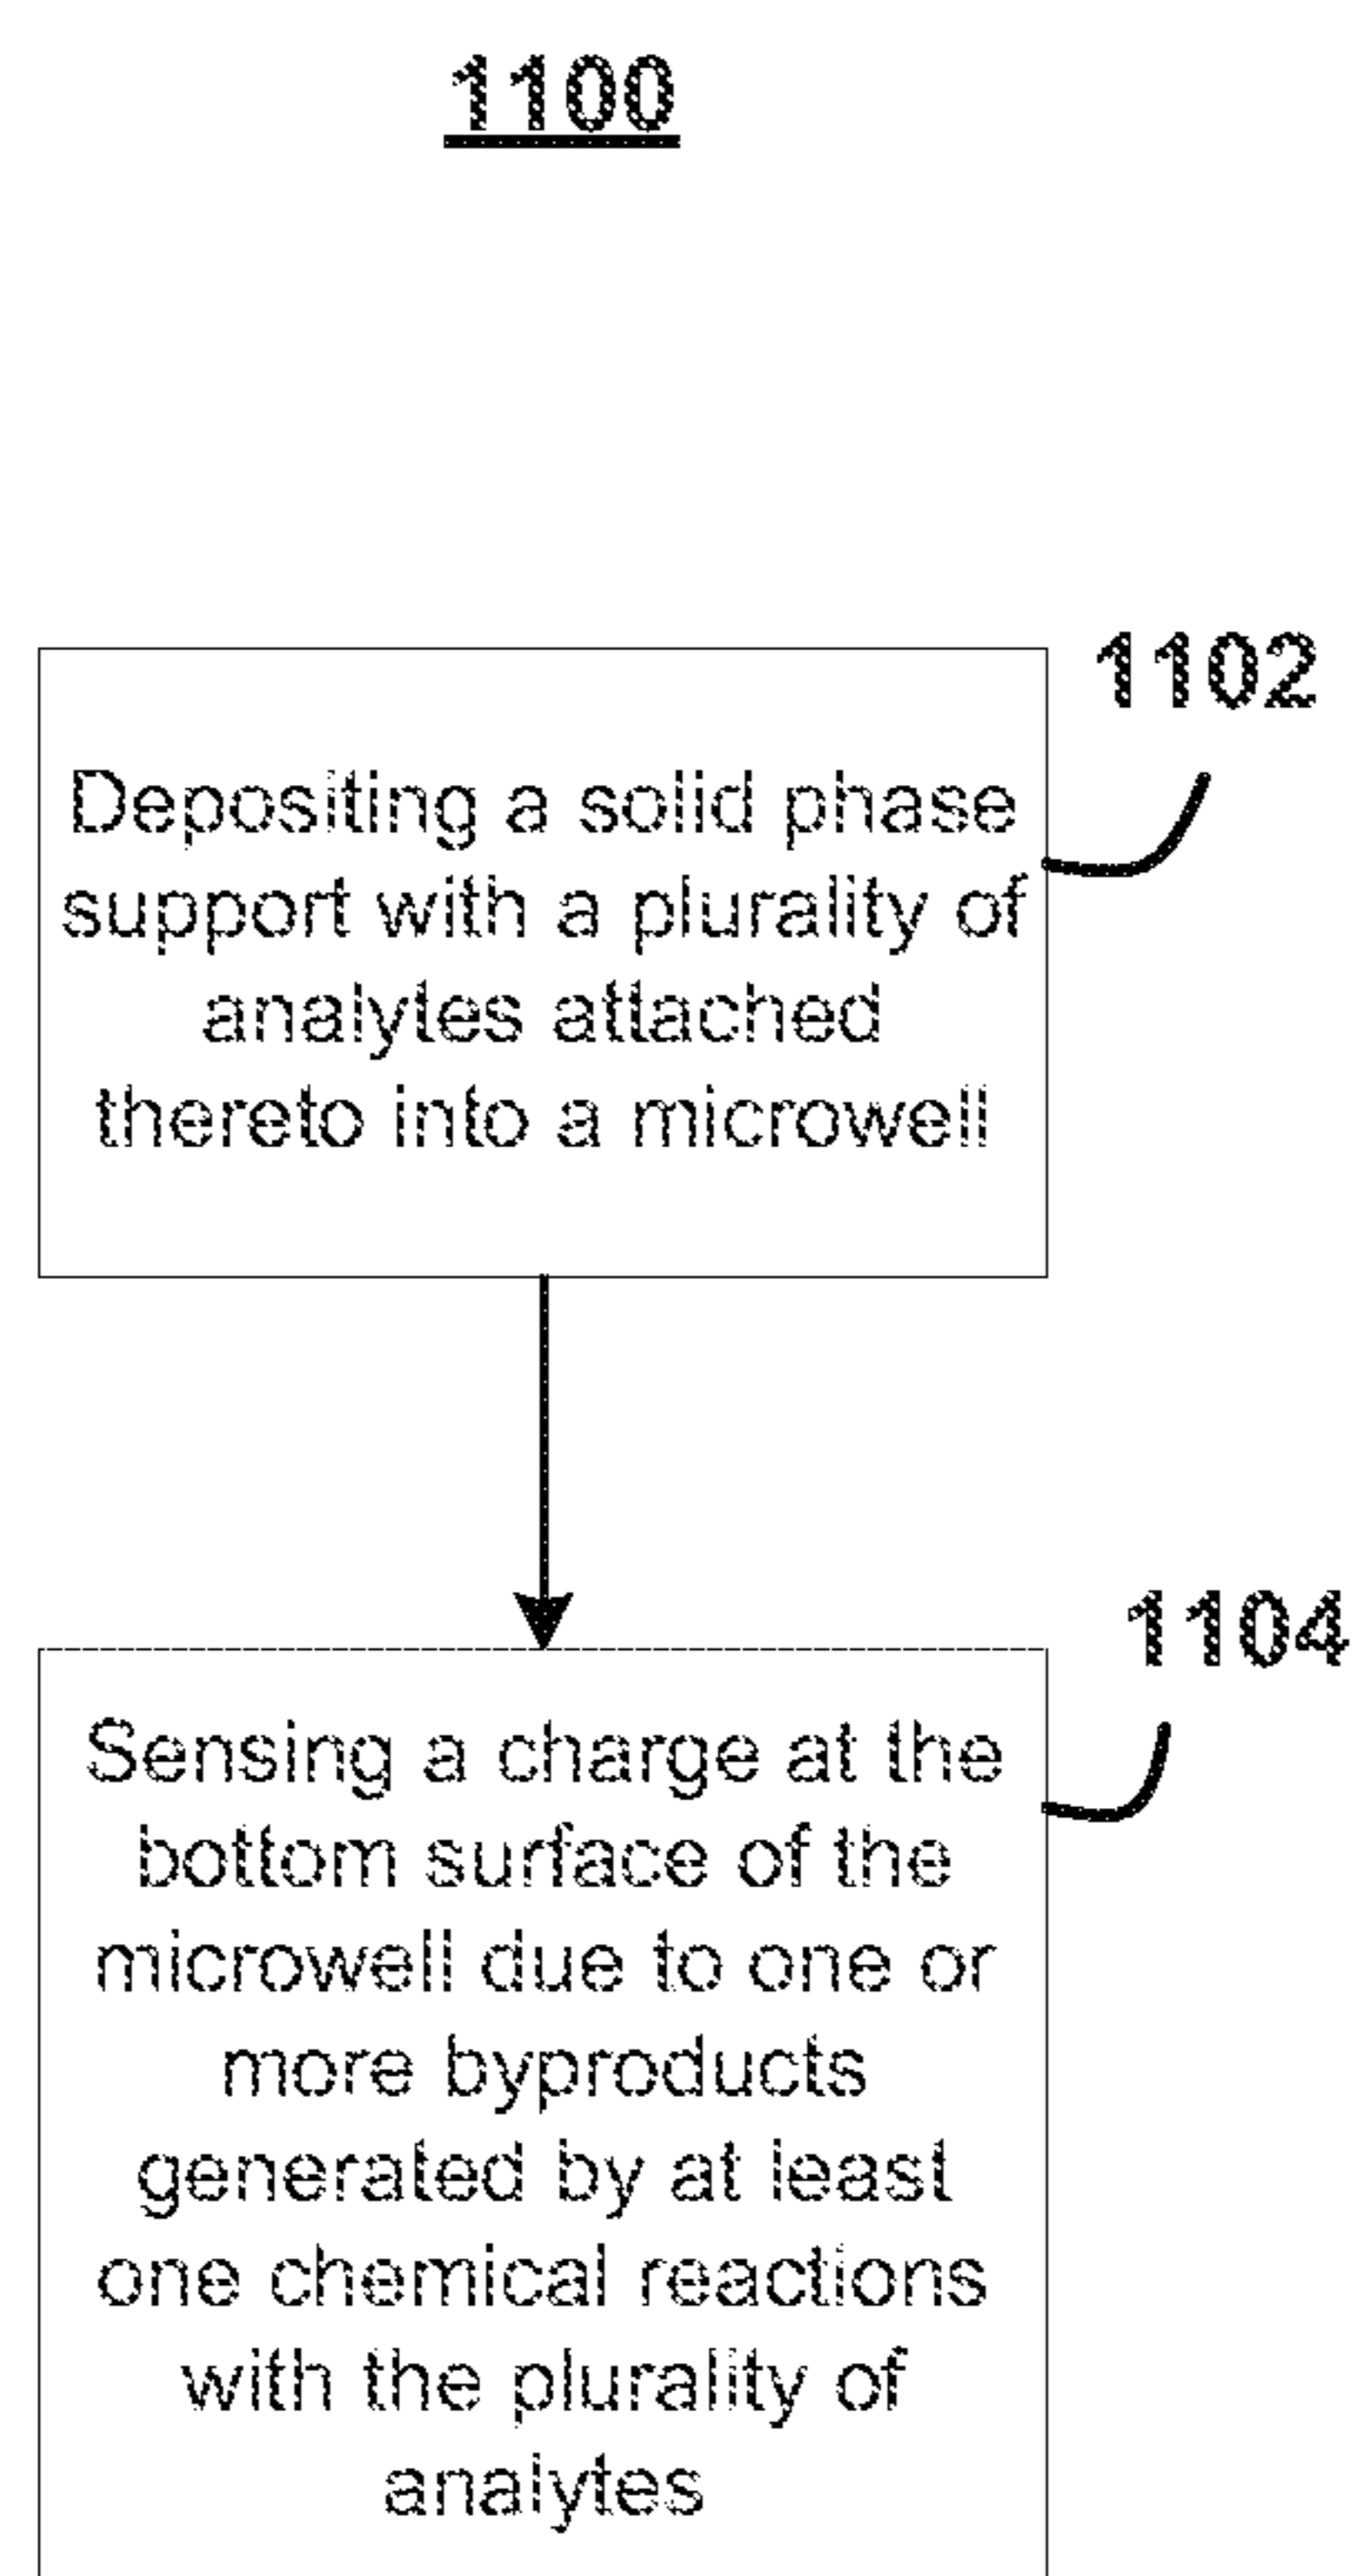 1100
1102
Depositing a solid phase
support with a plurality of
analytes attached
thereto into a microwell
1104
Sensing a charge at the
bottom surface of the
microwell due to one or
more byproducts
generated by at least
one chemical reactions
with the plurality of
analytes